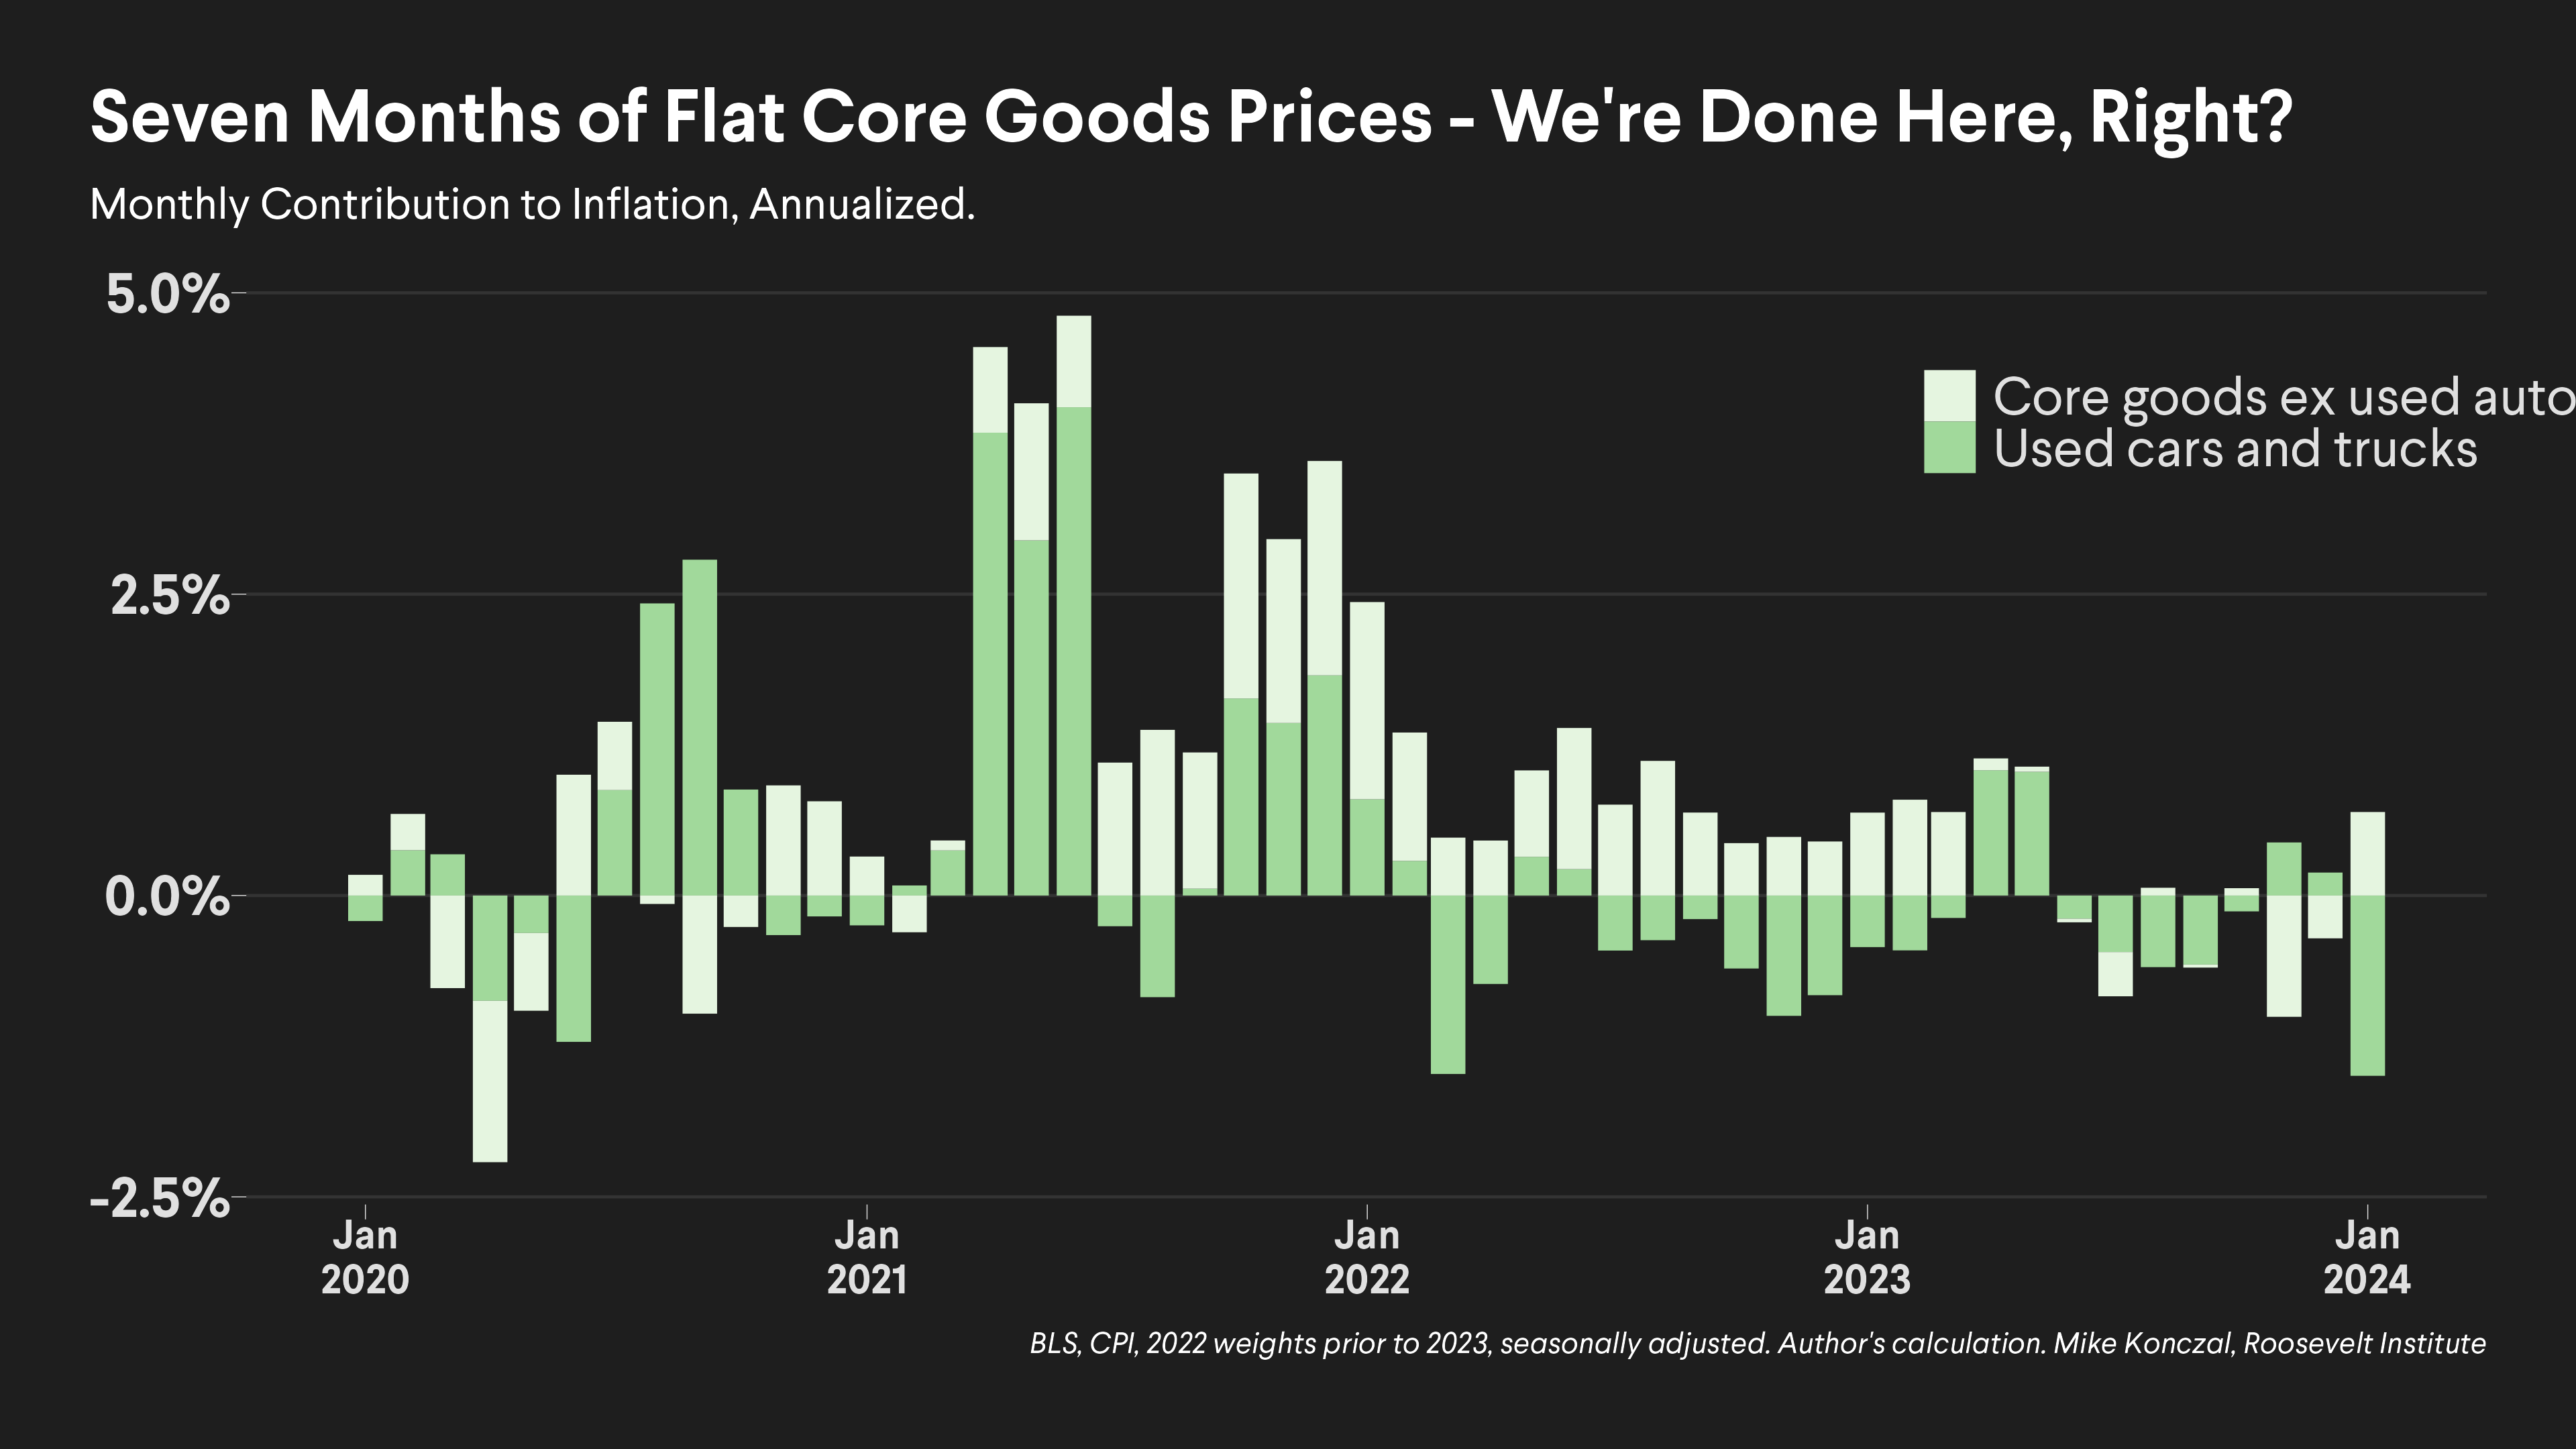 Seven Months of Flat Core Goods Prices - We're Done Here, Right?
Monthly Contribution to Inflation, Annualized.
5.0%
Core goods ex used auto
Used cars and trucks
2.5%
0.0%
-2.5%
Jan 2020
Jan 2021
Jan 2022
Jan 2023
Jan 2024
BLS, CPI, 2022 weights prior to 2023, seasonally adjusted. Author's calculation. Mike Konczal, Roosevelt Institute